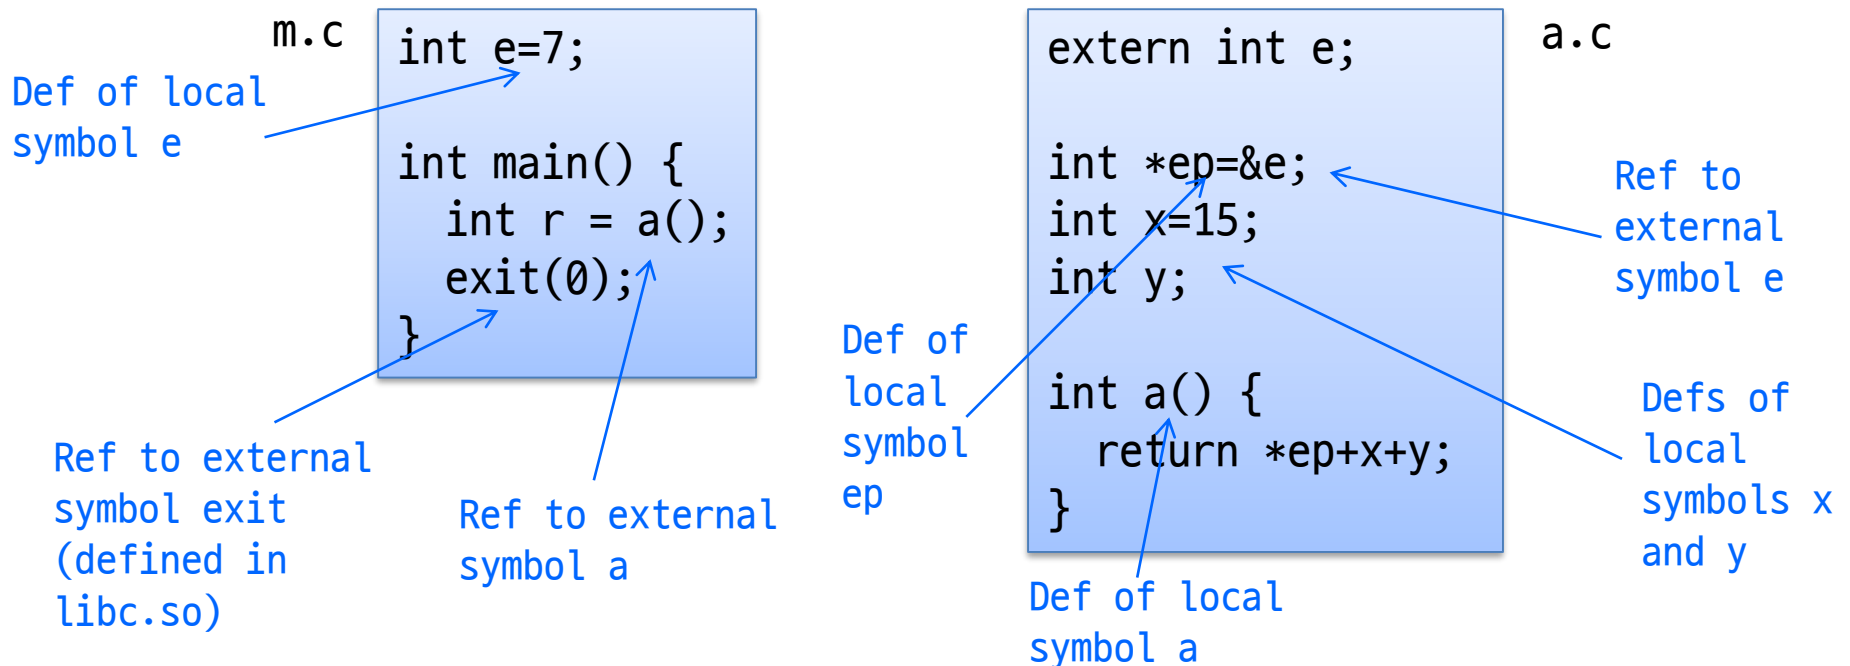 m.c
int e=7;
int main() {
int r = a();
exit(0);
}
Def of local
symbol e
Ref to external
symbol exit
(defined in
libc.so)
Ref to external
symbol a
a.c
extern int e;
int *ep=&e;
int x=15;
int y;
int a() {
return *ep+x+y;
}
Def of
local
symbol
ep
Ref to
external
symbol e
Defs of
local
symbols x
and y
Def of local
symbol a